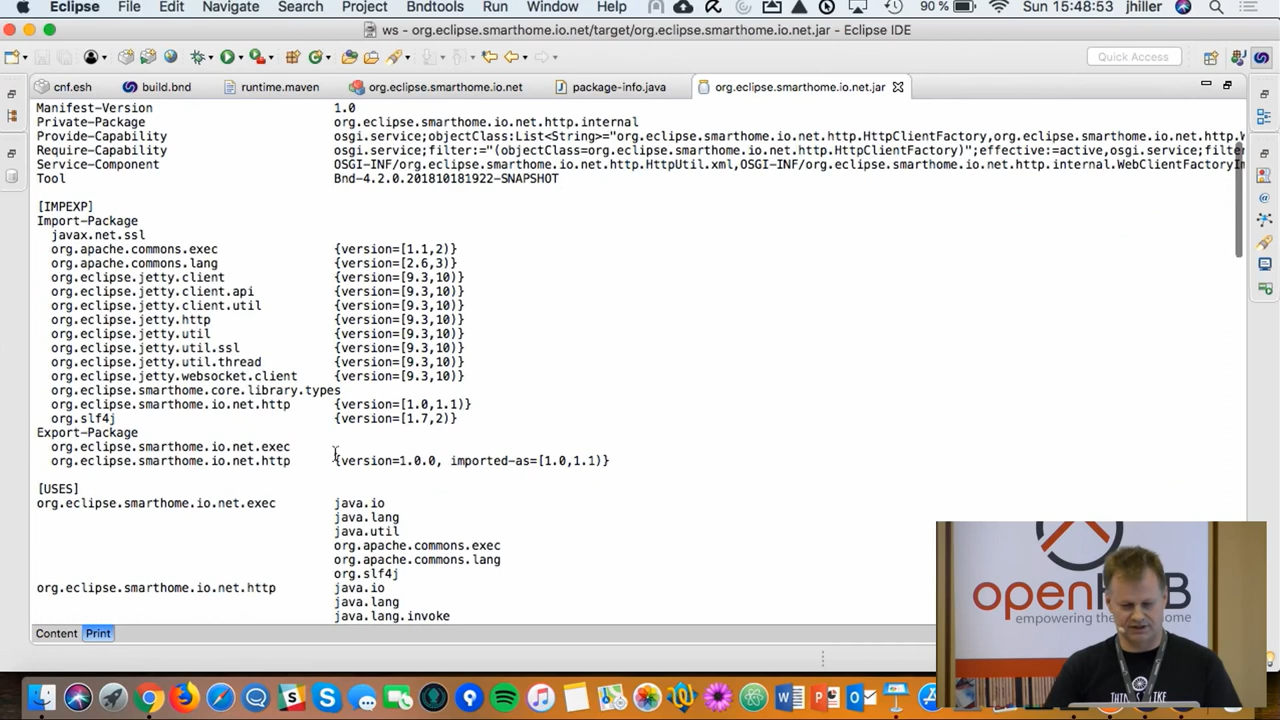 Eclipse File Edit Navigate Search Project Bndtools Run Window Help 90 % Sun 15:48:53 jhiller
ws - org.eclipse.smarthome.io.net/target/org.eclipse.smarthome.io.net.jar - Eclipse IDE
Quick Access
cnf.esh build.bnd runtime.maven org.eclipse.smarthome.io.net package-info.java org.eclipse.smarthome.io.net.jar
Manifest-Version 1.0
Private-Package org.eclipse.smarthome.io.net.http.internal
Provide-Capability osgi.service;objectClass:List<String>="org.eclipse.smarthome.io.net.http.HttpClientFactory,org.eclipse.smarthome.io.net.http.W
Require-Capability osgi.service;filter:="(objectClass=org.eclipse.smarthome.io.net.http.HttpClientFactory)";effective:=active,osgi.service;filter
Service-Component OSGI-INF/org.eclipse.smarthome.io.net.http.HttpUtil.xml,OSGI-INF/org.eclipse.smarthome.io.net.http.internal.WebClientFactoryIm
Tool Bnd-4.2.0.201810181922-SNAPSHOT
[IMPEXP]
Import-Package
javax.net.ssl
org.apache.commons.exec {version=[1.1,2)}
org.apache.commons.lang {version=[2.6,3)}
org.eclipse.jetty.client {version=[9.3,10)}
org.eclipse.jetty.client.api {version=[9.3,10)}
org.eclipse.jetty.client.util {version=[9.3,10)}
org.eclipse.jetty.http {version=[9.3,10)}
org.eclipse.jetty.util {version=[9.3,10)}
org.eclipse.jetty.util.ssl {version=[9.3,10)}
org.eclipse.jetty.util.thread {version=[9.3,10)}
org.eclipse.jetty.websocket.client {version=[9.3,10)}
org.eclipse.smarthome.core.library.types
org.eclipse.smarthome.io.net.http {version=[1.0,1.1)}
org.slf4j {version=[1.7,2)}
Export-Package
org.eclipse.smarthome.io.net.exec
org.eclipse.smarthome.io.net.http {version=1.0.0, imported-as=[1.0,1.1)}
[USES]
org.eclipse.smarthome.io.net.exec java.io
java.lang
java.util
org.apache.commons.exec
org.apache.commons.lang
org.slf4j
org.eclipse.smarthome.io.net.http java.io
java.lang
java.lang.invoke
Content Print
openHAB
empowering the